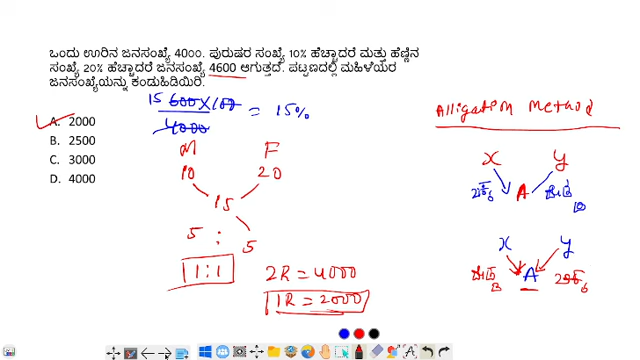 ಒಂದು ಊರಿನ ಜನಸಂಖ್ಯೆ 4000. ಪುರುಷರ ಸಂಖ್ಯೆ 10% ಹೆಚ್ಚಾದರೆ ಮತ್ತು ಹೆಣ್ಣಿನ
ಸಂಖ್ಯೆ 20% ಹೆಚ್ಚಾದರೆ ಜನಸಂಖ್ಯೆ 4600 ಆಗುತ್ತದೆ. ಪಟ್ಟಣದಲ್ಲಿ ಮಹಿಳೆಯರ
ಜನಸಂಖ್ಯೆಯನ್ನು ಕಂಡುಹಿಡಿಯಿರಿ.
A. 2000
B. 2500
C. 3000
D. 4000
15 600 X 100 = 15%
4000
M F
10 20
15
5 : 5
1:1
2R = 4000
1R = 2000
Alligation Method
x y
A
x y
A